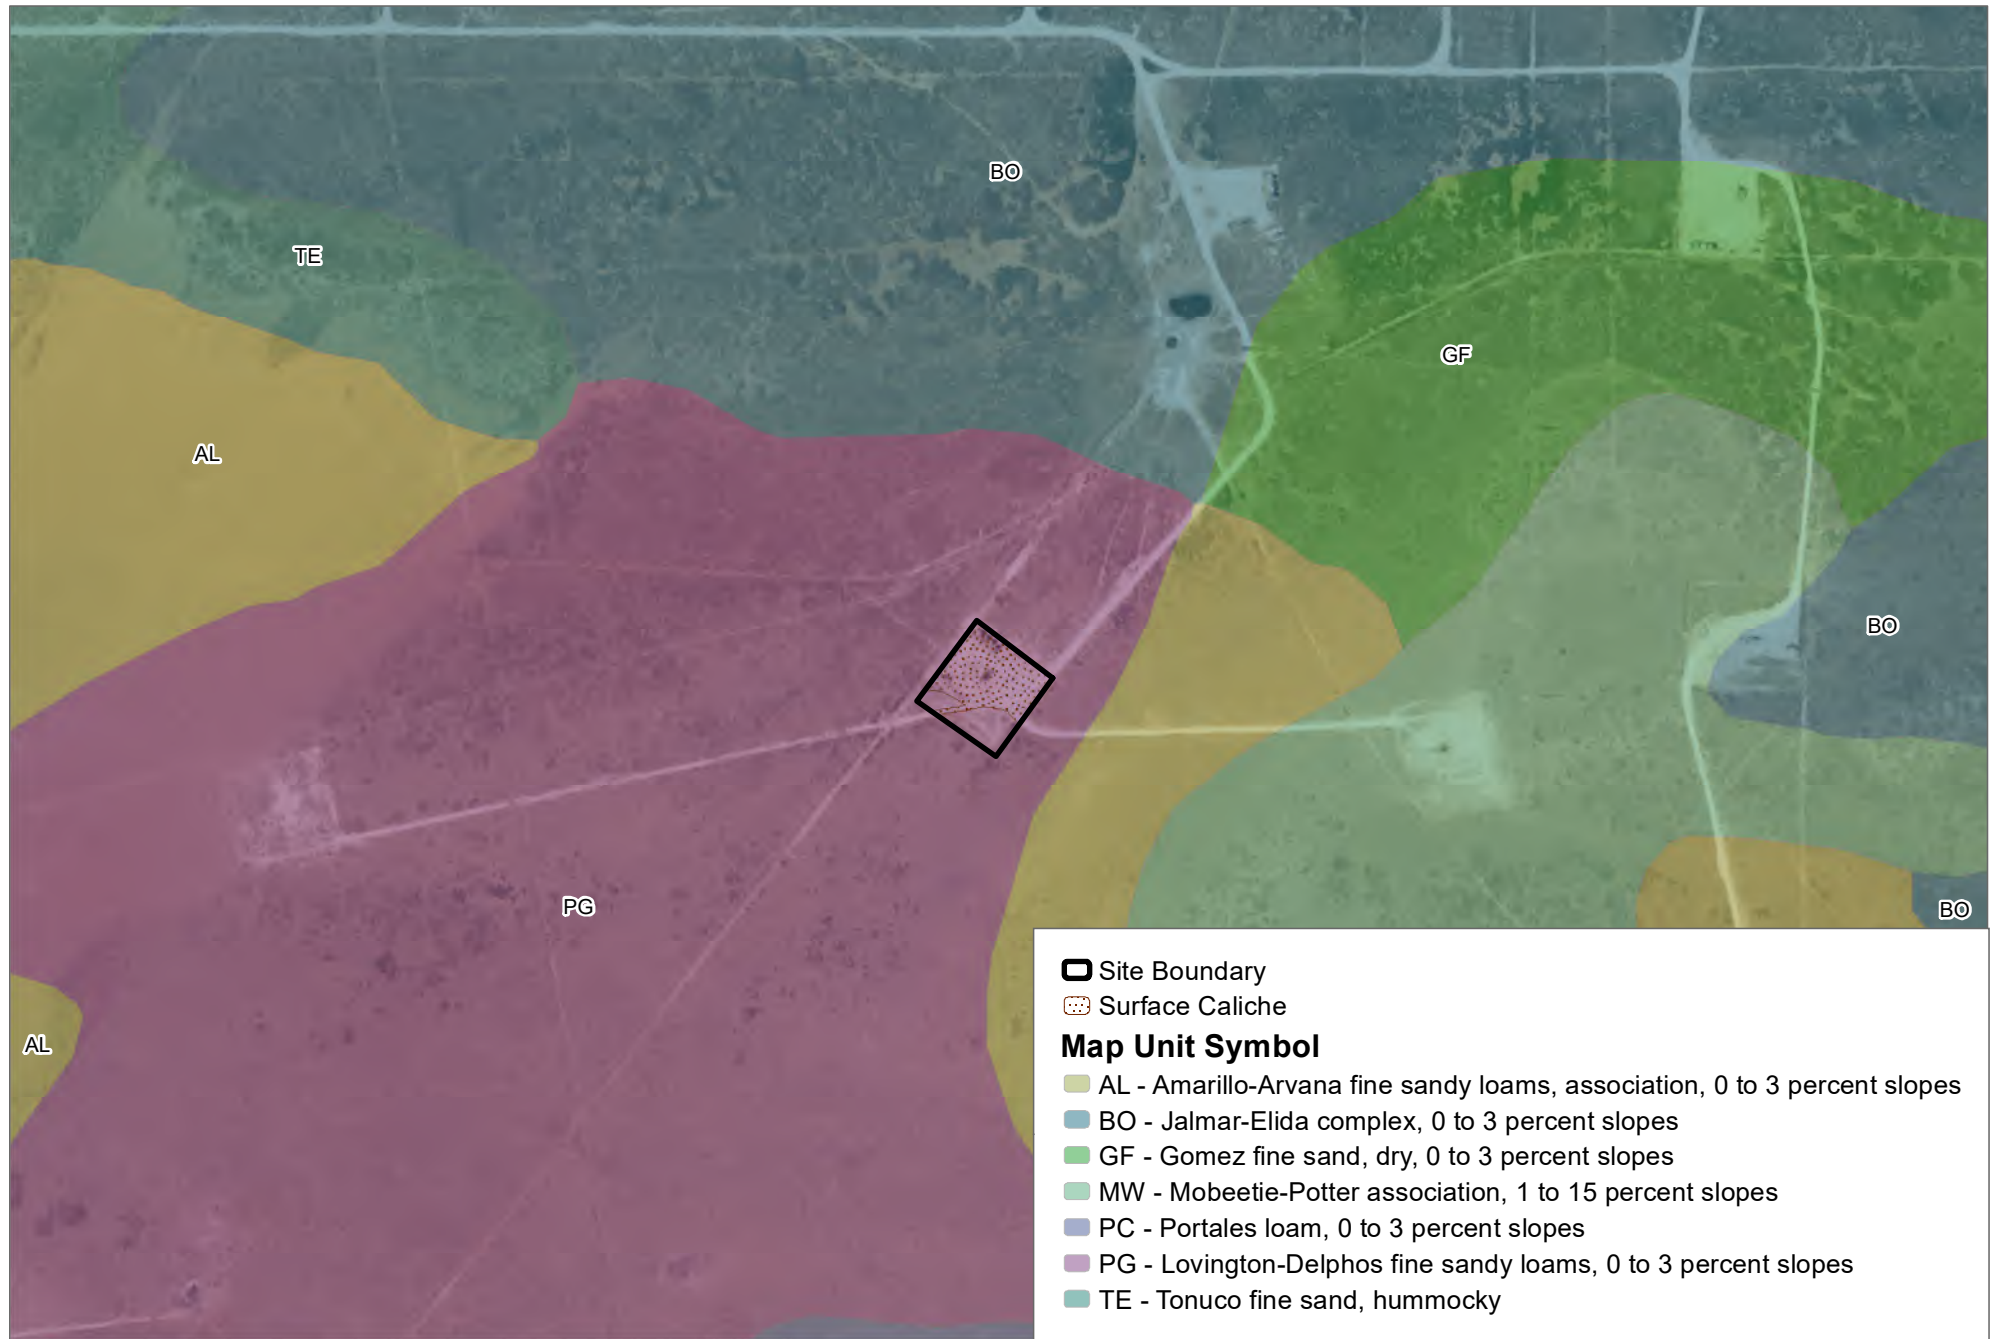 BO
TE
GF
AL
BO
PG
BO
AL
Site Boundary
Surface Caliche
Map Unit Symbol
AL - Amarillo-Arvana fine sandy loams, association, 0 to 3 percent slopes
BO - Jalmar-Elida complex, 0 to 3 percent slopes
GF - Gomez fine sand, dry, 0 to 3 percent slopes
MW - Mobeetie-Potter association, 1 to 15 percent slopes
PC - Portales loam, 0 to 3 percent slopes
PG - Lovington-Delphos fine sandy loams, 0 to 3 percent slopes
TE - Tonuco fine sand, hummocky